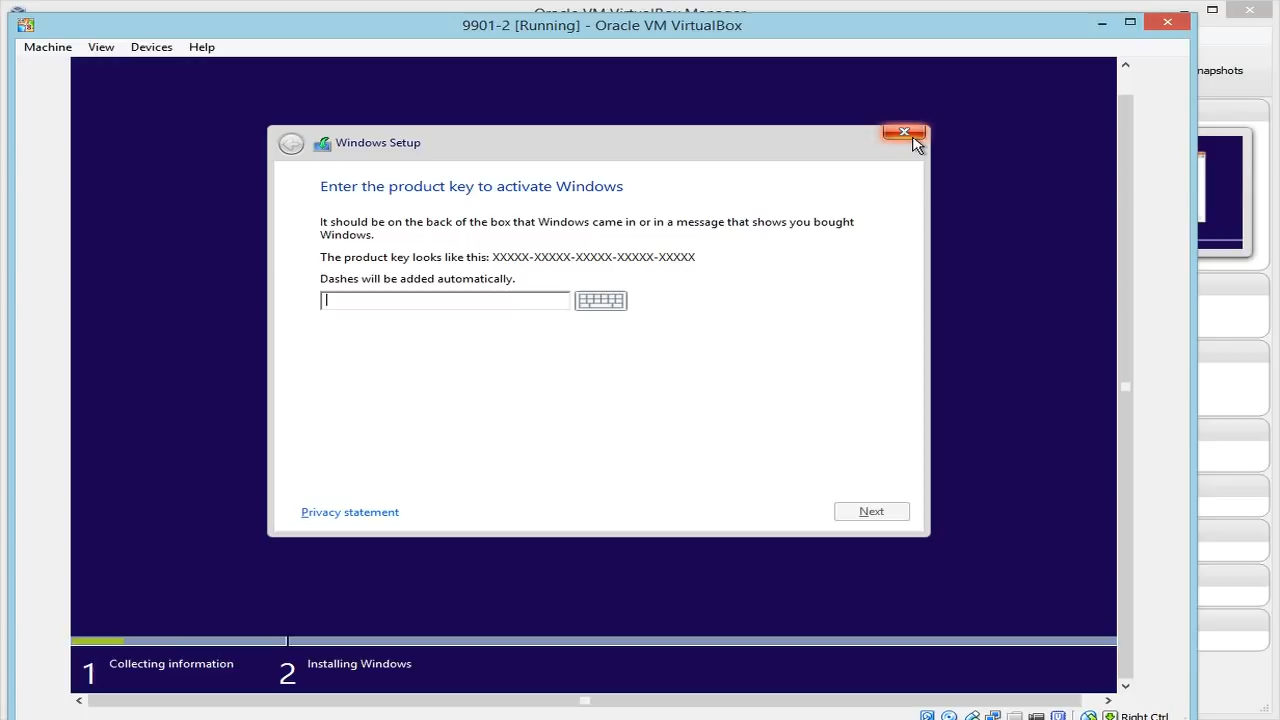 Oracle VM VirtualBox Manager
9901-2 [Running] - Oracle VM VirtualBox
Machine View Devices Help
napshots
Windows Setup
Enter the product key to activate Windows
It should be on the back of the box that Windows came in or in a message that shows you bought
Windows.
The product key looks like this: XXXXX-XXXXX-XXXXX-XXXXX-XXXXX
Dashes will be added automatically.
Privacy statement
Next
1 Collecting information
2 Installing Windows
Right Ctrl